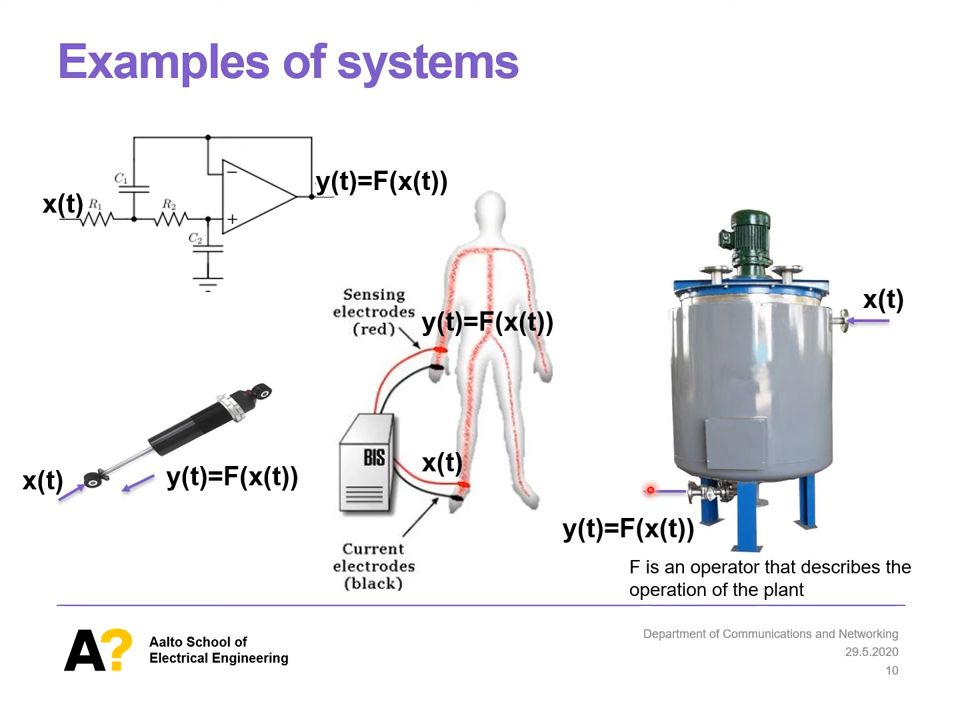 Examples of systems
C₁
x(t)
R₁
R₂
C₂
−
+
y(t)=F(x(t))
Sensing
electrodes
(red)
y(t)=F(x(t))
BIS
x(t)
Current
electrodes
(black)
x(t)
y(t)=F(x(t))
x(t)
y(t)=F(x(t))
F is an operator that describes the
operation of the plant
A?
Aalto School of
Electrical Engineering
Department of Communications and Networking
29.5.2020
10